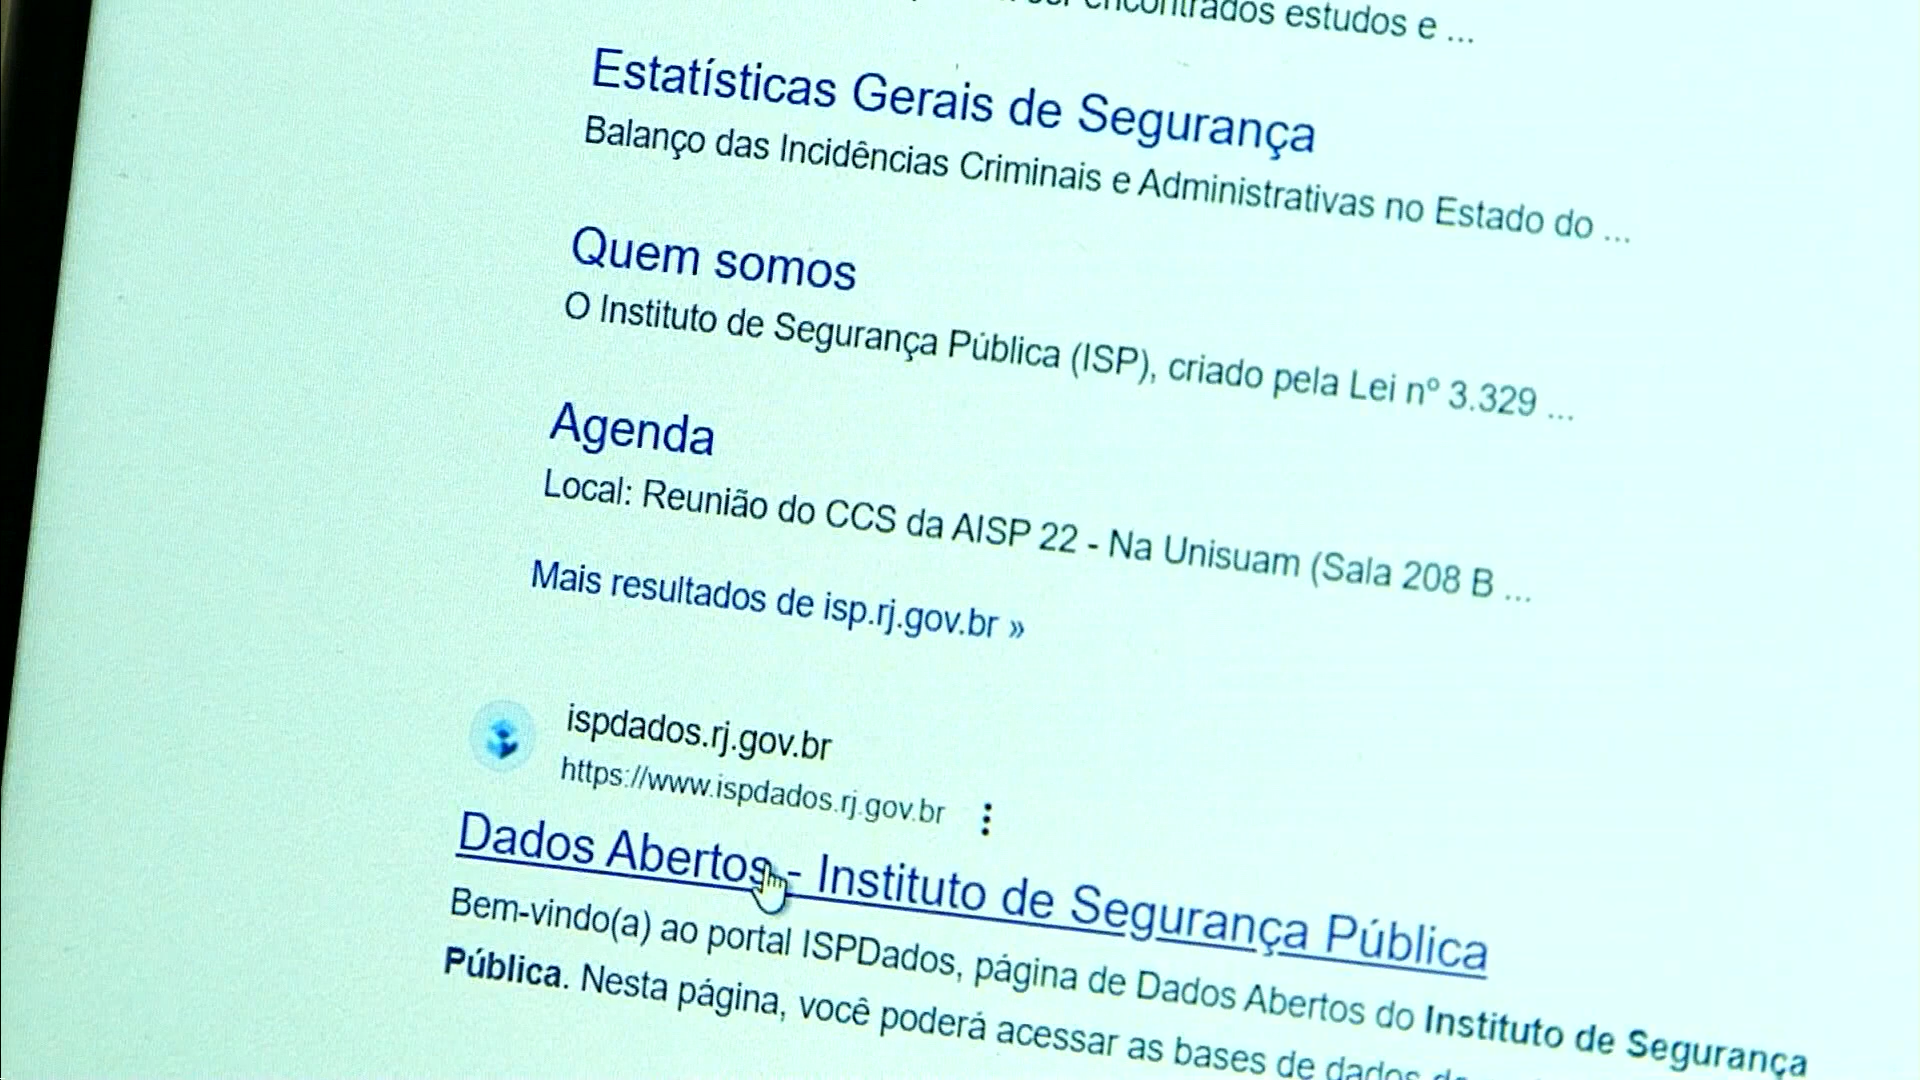 encontrados estudos e ...
Estatísticas Gerais de Segurança
Balanço das Incidências Criminais e Administrativas no Estado do ...
Quem somos
O Instituto de Segurança Pública (ISP), criado pela Lei nº 3.329 ...
Agenda
Local: Reunião do CCS da AISP 22 - Na Unisuam (Sala 208 B ...
Mais resultados de isp.rj.gov.br »
ispdados.rj.gov.br
https://www.ispdados.rj.gov.br
Dados Abertos - Instituto de Segurança Pública
Bem-vindo(a) ao portal ISPDados, página de Dados Abertos do Instituto de Segurança
Pública. Nesta página, você poderá acessar as bases de dados